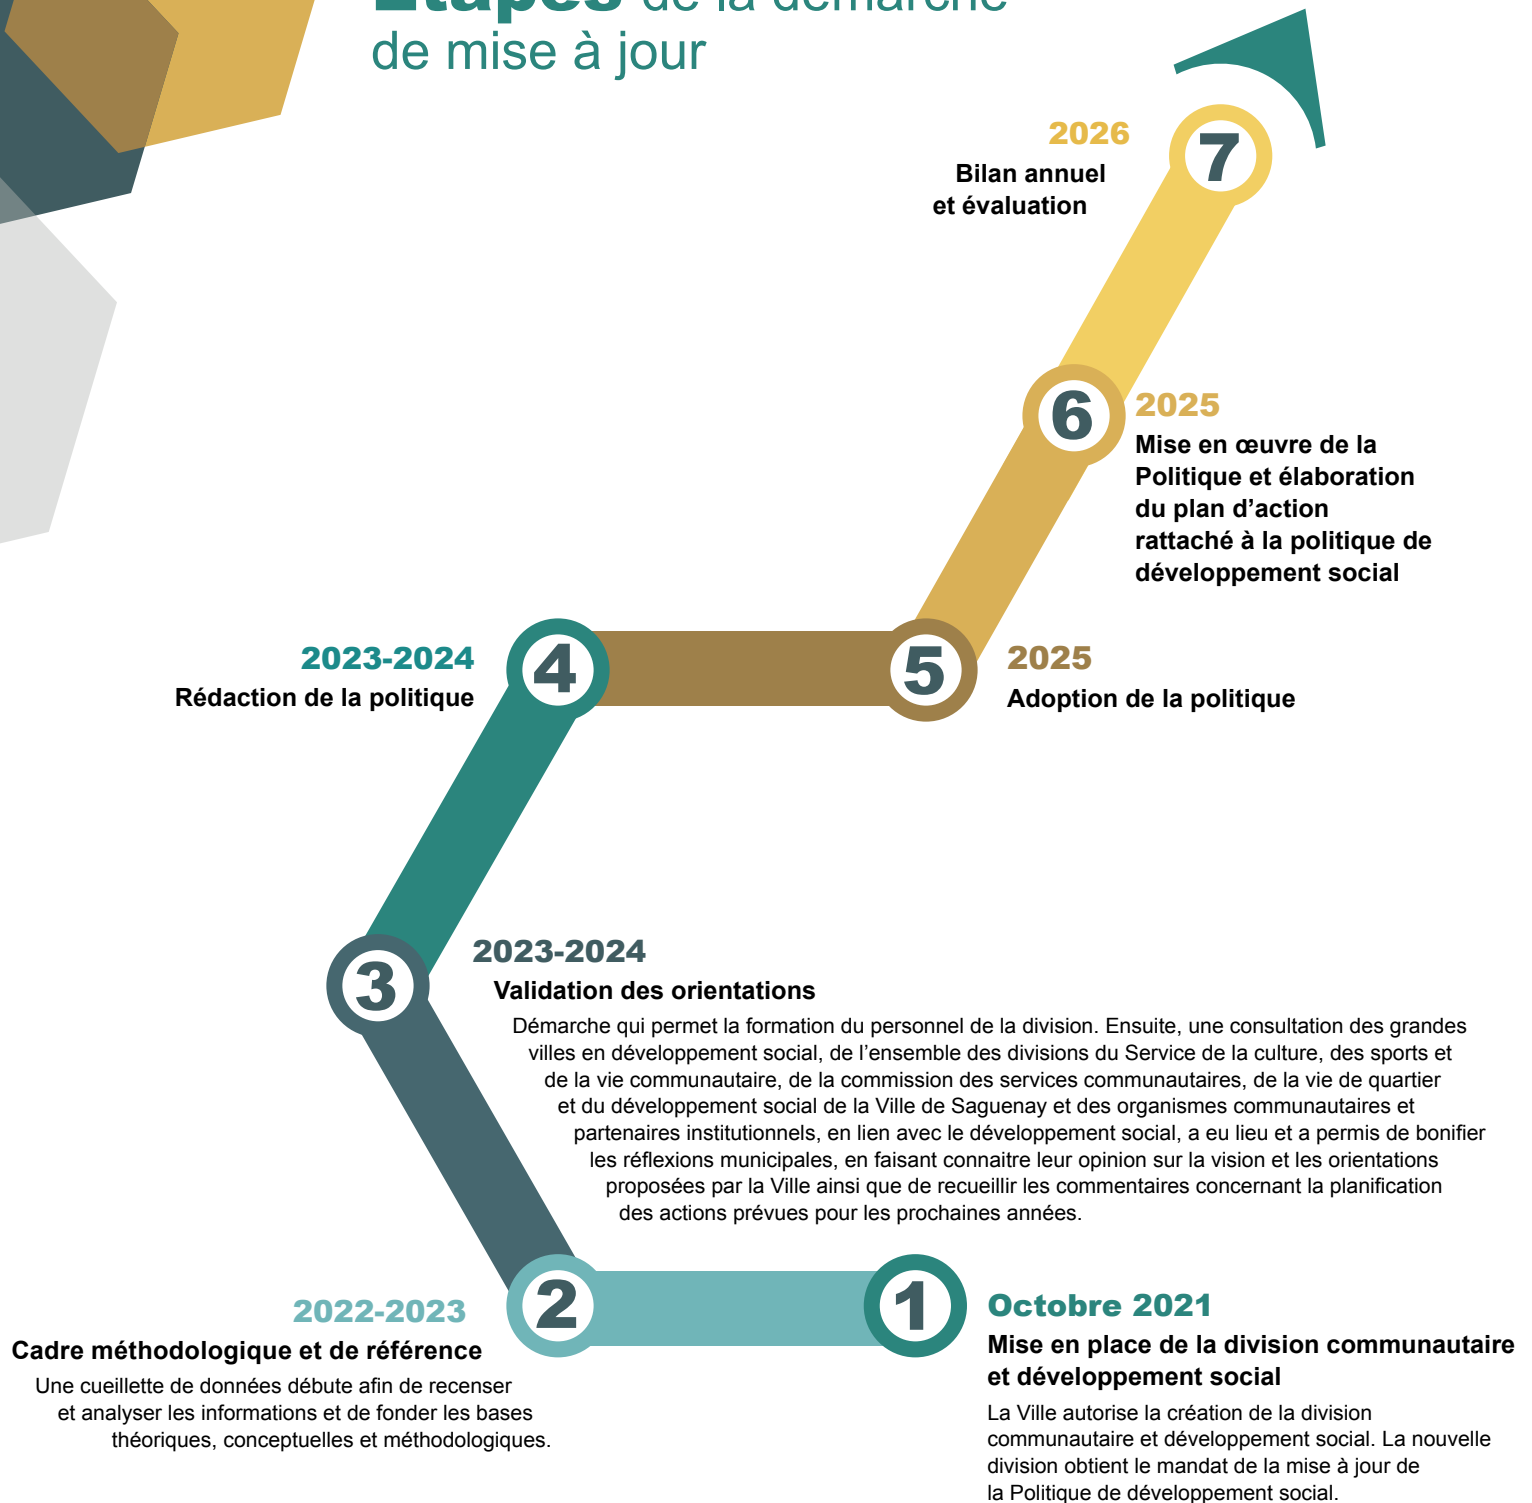 Étapes de la démarche
de mise à jour
2026
7
Bilan annuel
et évaluation
6
2025
Mise en œuvre de la
Politique et élaboration
du plan d’action
rattaché à la politique de
développement social
2023-2024
4
Rédaction de la politique
5
2025
Adoption de la politique
3
2023-2024
Validation des orientations
Démarche qui permet la formation du personnel de la division. Ensuite, une consultation des grandes
villes en développement social, de l’ensemble des divisions du Service de la culture, des sports et
de la vie communautaire, de la commission des services communautaires, de la vie de quartier
et du développement social de la Ville de Saguenay et des organismes communautaires et
partenaires institutionnels, en lien avec le développement social, a eu lieu et a permis de bonifier
les réflexions municipales, en faisant connaitre leur opinion sur la vision et les orientations
proposées par la Ville ainsi que de recueillir les commentaires concernant la planification
des actions prévues pour les prochaines années.
2022-2023
2
Cadre méthodologique et de référence
Une cueillette de données débute afin de recenser
et analyser les informations et de fonder les bases
théoriques, conceptuelles et méthodologiques.
1
Octobre 2021
Mise en place de la division communautaire
et développement social
La Ville autorise la création de la division
communautaire et développement social. La nouvelle
division obtient le mandat de la mise à jour de
la Politique de développement social.